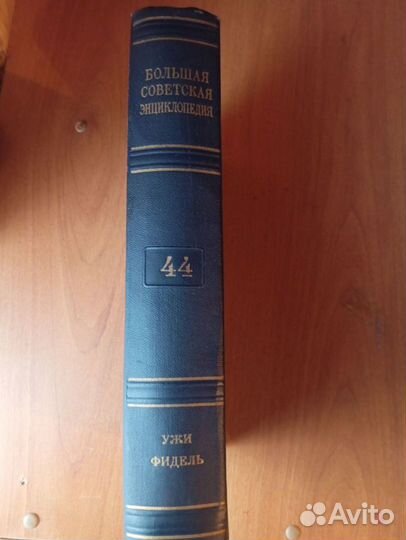 БОЛЬШАЯ
СОВЕТСКАЯ
ЭНЦИКЛОПЕДИЯ
44
УЖИ
ФИДЕЛЬ
Avito